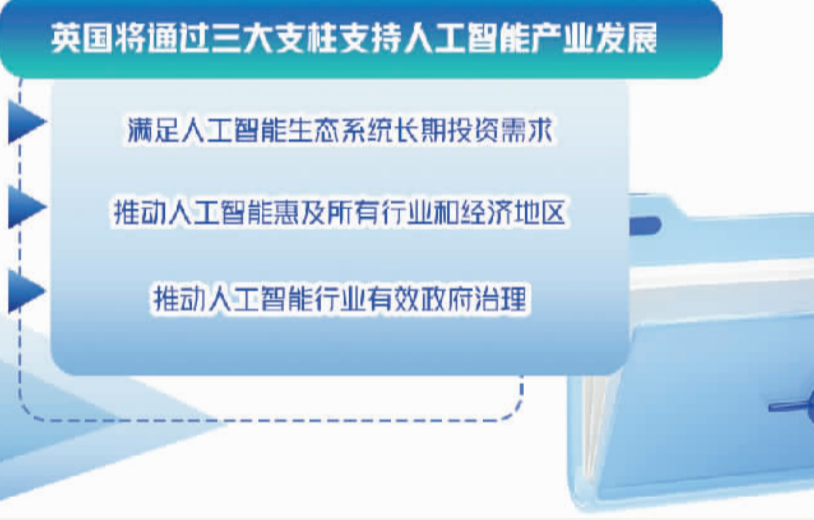 英国将通过三大支柱支持人工智能产业发展
满足人工智能生态系统长期投资需求
推动人工智能惠及所有行业和经济地区
推动人工智能行业有效政府治理